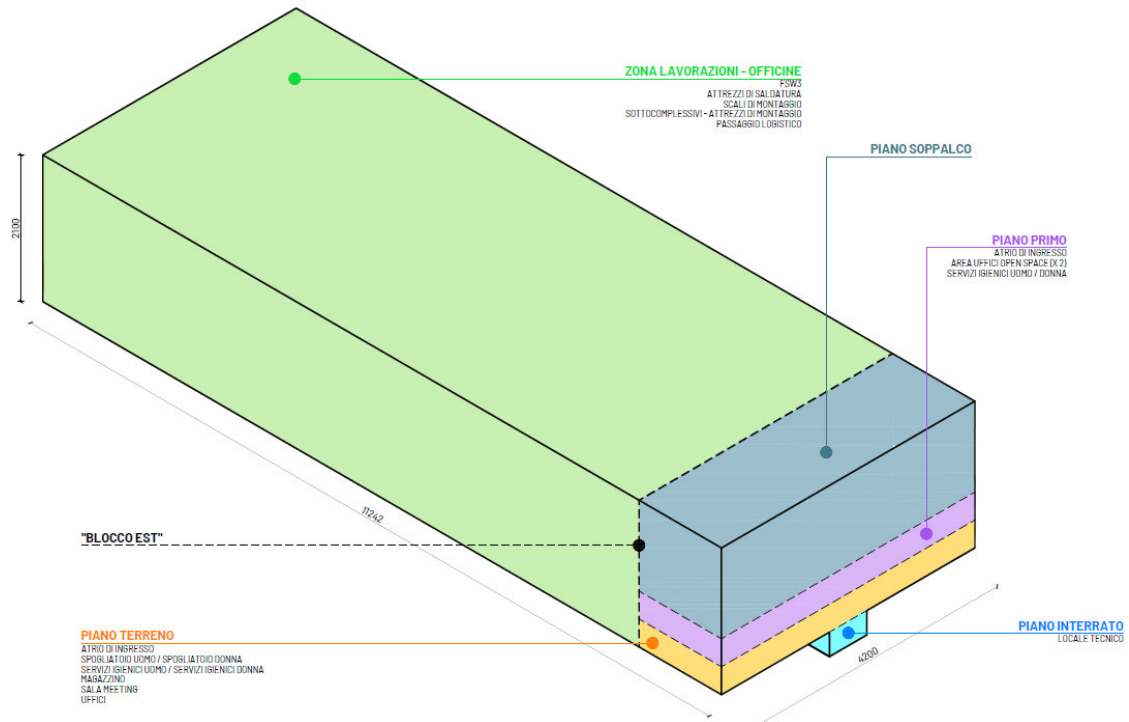 ZONA LAVORAZIONI - OFFICINE
FSW3
ATTREZZI DI SALDATURA
SCALI DI MONTAGGIO
SOTTOCOMPLESSIVI - ATTREZZI DI MONTAGGIO
PASSAGGIO LOGISTICO
PIANO SOPPALCO
2100
PIANO PRIMO
ATRIO DI INGRESSO
AREA UFFICI OPEN SPACE (X 2)
SERVIZI IGIENICI UOMO / DONNA
11242
"BLOCCO EST"
PIANO TERRENO
ATRIO DI INGRESSO
SPOGLIATOIO UOMO / SPOGLIATOIO DONNA
SERVIZI IGIENICI UOMO / SERVIZI IGIENICI DONNA
MAGAZZINO
SALA MEETING
UFFICI
PIANO INTERRATO
LOCALE TECNICO
4200